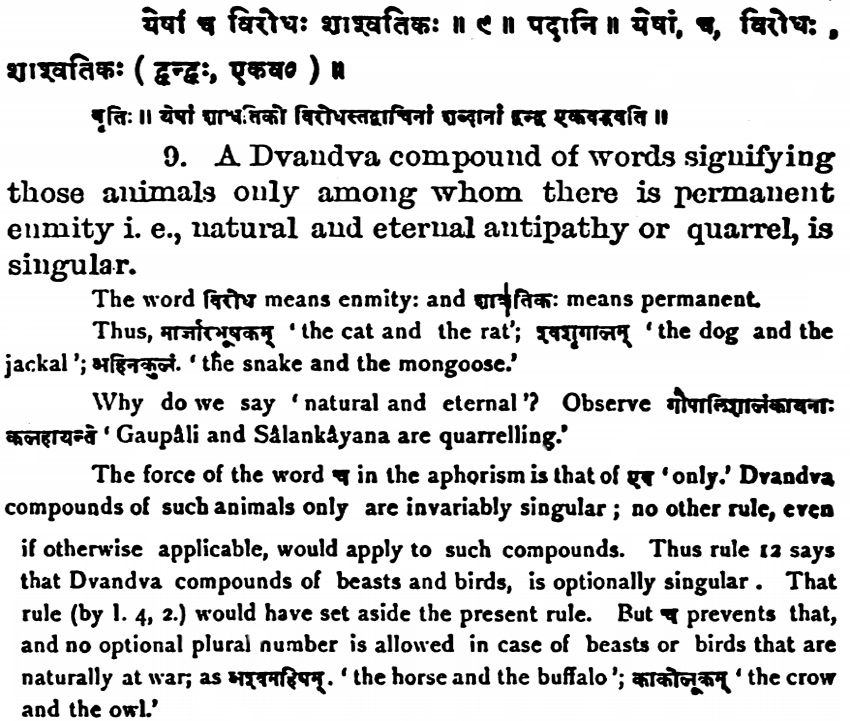 येषां च विरोधः शाश्वतिकः ॥ ९ ॥ पदानि ॥ येषां, च, विरोधः ,
शाश्वतिकः ( द्वन्द्वः, एकव० ) ॥
वृतिः ॥ येषां शाश्वतिको विरोधस्तद्वाचिनां शब्दानां द्वन्द्व एकवद्भवति ॥
9. A Dvandva compound of words signifying
those animals only among whom there is permanent
enmity i. e., natural and eternal antipathy or quarrel, is
singular.
The word विरोध means enmity: and शाश्वतिकः means permanent.
Thus, मार्जारमूषकम् ‘the cat and the rat’; श्वशृगालम् ‘the dog and the
jackal’; अहिनकुलं. ‘the snake and the mongoose.’
Why do we say ‘natural and eternal’? Observe गौपालिशालंकायनाः
कलहायन्ते ‘Gaupâli and Sâlankâyana are quarrelling.’
The force of the word च in the aphorism is that of एव ‘only.’ Dvandva
compounds of such animals only are invariably singular ; no other rule, even
if otherwise applicable, would apply to such compounds. Thus rule 12 says
that Dvandva compounds of beasts and birds, is optionally singular . That
rule (by I. 4, 2.) would have set aside the present rule. But च prevents that,
and no optional plural number is allowed in case of beasts or birds that are
naturally at war; as अश्वमहिषम्. ‘the horse and the buffalo’; काकोलूकम् ‘the crow
and the owl.’